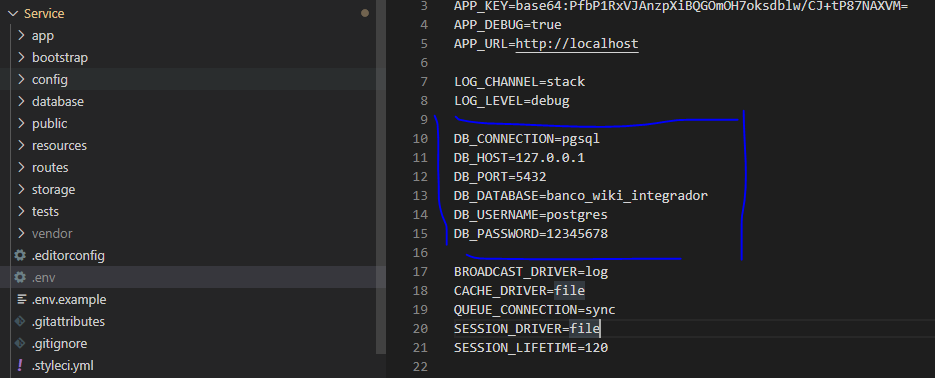 Service
app
bootstrap
config
database
public
resources
routes
storage
tests
vendor
.editorconfig
.env
.env.example
.gitattributes
.gitignore
.styleci.yml
3 APP_KEY=base64:PfbP1RxVJAnzpXiBQGOmOH7oksdblw/CJ+tP87NAXVM=
4 APP_DEBUG=true
5 APP_URL=http://localhost
6
7 LOG_CHANNEL=stack
8 LOG_LEVEL=debug
9
10 DB_CONNECTION=pgsql
11 DB_HOST=127.0.0.1
12 DB_PORT=5432
13 DB_DATABASE=banco_wiki_integrador
14 DB_USERNAME=postgres
15 DB_PASSWORD=12345678
16
17 BROADCAST_DRIVER=log
18 CACHE_DRIVER=file
19 QUEUE_CONNECTION=sync
20 SESSION_DRIVER=file
21 SESSION_LIFETIME=120
22